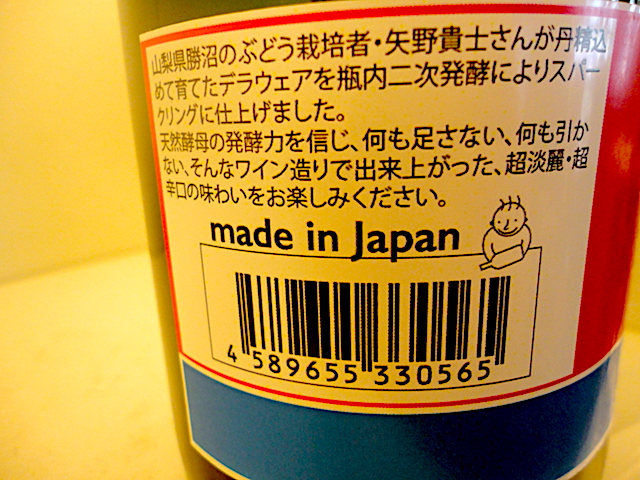 山梨県勝沼のぶどう栽培者・矢野貴士さんが丹精込
めて育てたデラウェアを瓶内二次発酵によりスパー
クリングに仕上げました。
天然酵母の発酵力を信じ、何も足さない、何も引か
ない、そんなワイン造りで出来上がった、超淡麗・超
辛口の味わいをお楽しみください。
made in Japan
4 589655 330565